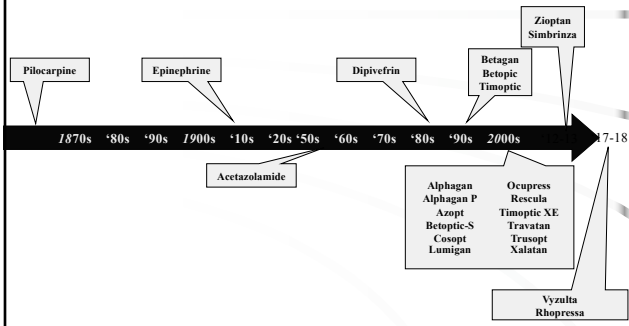 Zioptan
Simbrinza
Pilocarpine
Epinephrine
Dipivefrin
Betagan
Betopic
Timoptic
1870s '80s '90s 1900s '10s '20s '50s '60s '70s '80s '90s 2000s 17-18
Acetazolamide
Alphagan Ocupress
Alphagan P Rescula
Azopt Timoptic XE
Betoptic-S Travatan
Cosopt Trusopt
Lumigan Xalatan
Vyzulta
Rhopressa